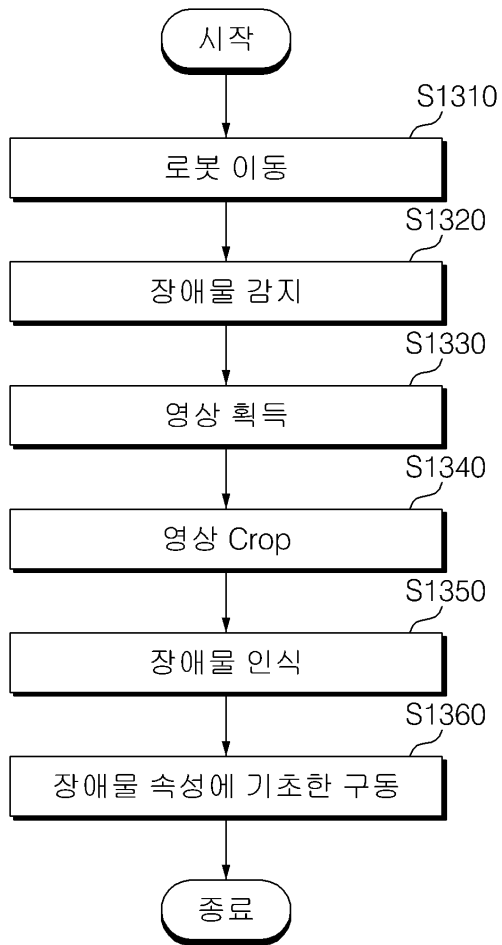 시작
S1310
로봇 이동
S1320
장애물 감지
S1330
영상 획득
S1340
영상 Crop
S1350
장애물 인식
S1360
장애물 속성에 기초한 구동
종료